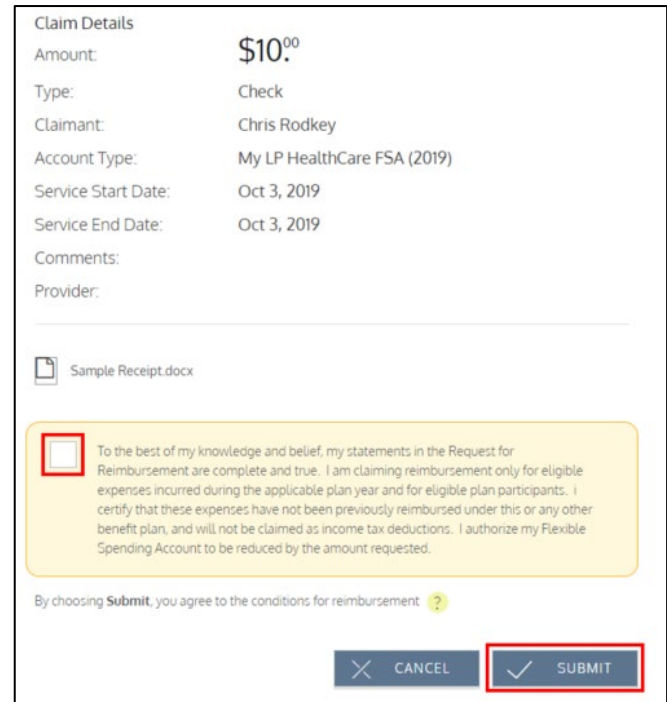 Claim Details
Amount: $10.00
Type: Check
Claimant: Chris Rodkey
Account Type: My LP HealthCare FSA (2019)
Service Start Date: Oct 3, 2019
Service End Date: Oct 3, 2019
Comments:
Provider:
Sample Receipt.docx
To the best of my knowledge and belief, my statements in the Request for
Reimbursement are complete and true. I am claiming reimbursement only for eligible
expenses incurred during the applicable plan year and for eligible plan participants. i
certify that these expenses have not been previously reimbursed under this or any other
benefit plan, and will not be claimed as income tax deductions. I authorize my Flexible
Spending Account to be reduced by the amount requested.
By choosing Submit, you agree to the conditions for reimbursement ?
CANCEL SUBMIT